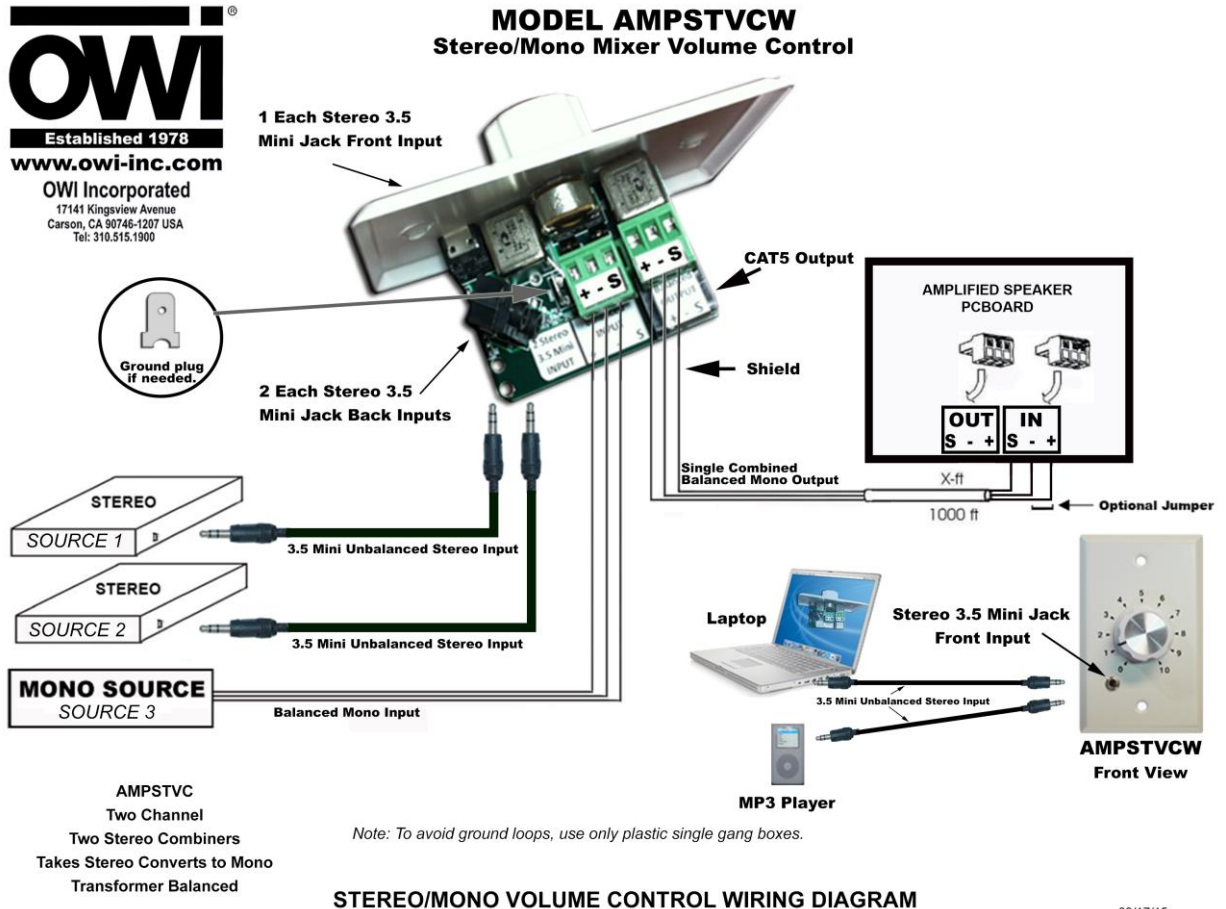 OWI®
Established 1978
www.owi-inc.com
OWI Incorporated
17141 Kingsview Avenue
Carson, CA 90746-1207 USA
Tel: 310.515.1900
MODEL AMPSTVCW
Stereo/Mono Mixer Volume Control
1 Each Stereo 3.5
Mini Jack Front Input
Ground plug
if needed.
2 Each Stereo 3.5
Mini Jack Back Inputs
+ - S
+ - S
2 Stereo
3.5 Mini
INPUT
INPUT
S
OUTPUT
+ - S
CAT5 Output
Shield
AMPLIFIED SPEAKER
PCBOARD
OUT
S - +
IN
S - +
Single Combined
Balanced Mono Output
X-ft
1000 ft
Optional Jumper
STEREO
SOURCE 1
3.5 Mini Unbalanced Stereo Input
STEREO
SOURCE 2
3.5 Mini Unbalanced Stereo Input
MONO SOURCE
SOURCE 3
Balanced Mono Input
Laptop
Stereo 3.5 Mini Jack
Front Input
3.5 Mini Unbalanced Stereo Input
MP3 Player
0 1 2 3 4 5 6 7 8 9 10
AMPSTVCW
Front View
AMPSTVC
Two Channel
Two Stereo Combiners
Takes Stereo Converts to Mono
Transformer Balanced
Note: To avoid ground loops, use only plastic single gang boxes.
STEREO/MONO VOLUME CONTROL WIRING DIAGRAM